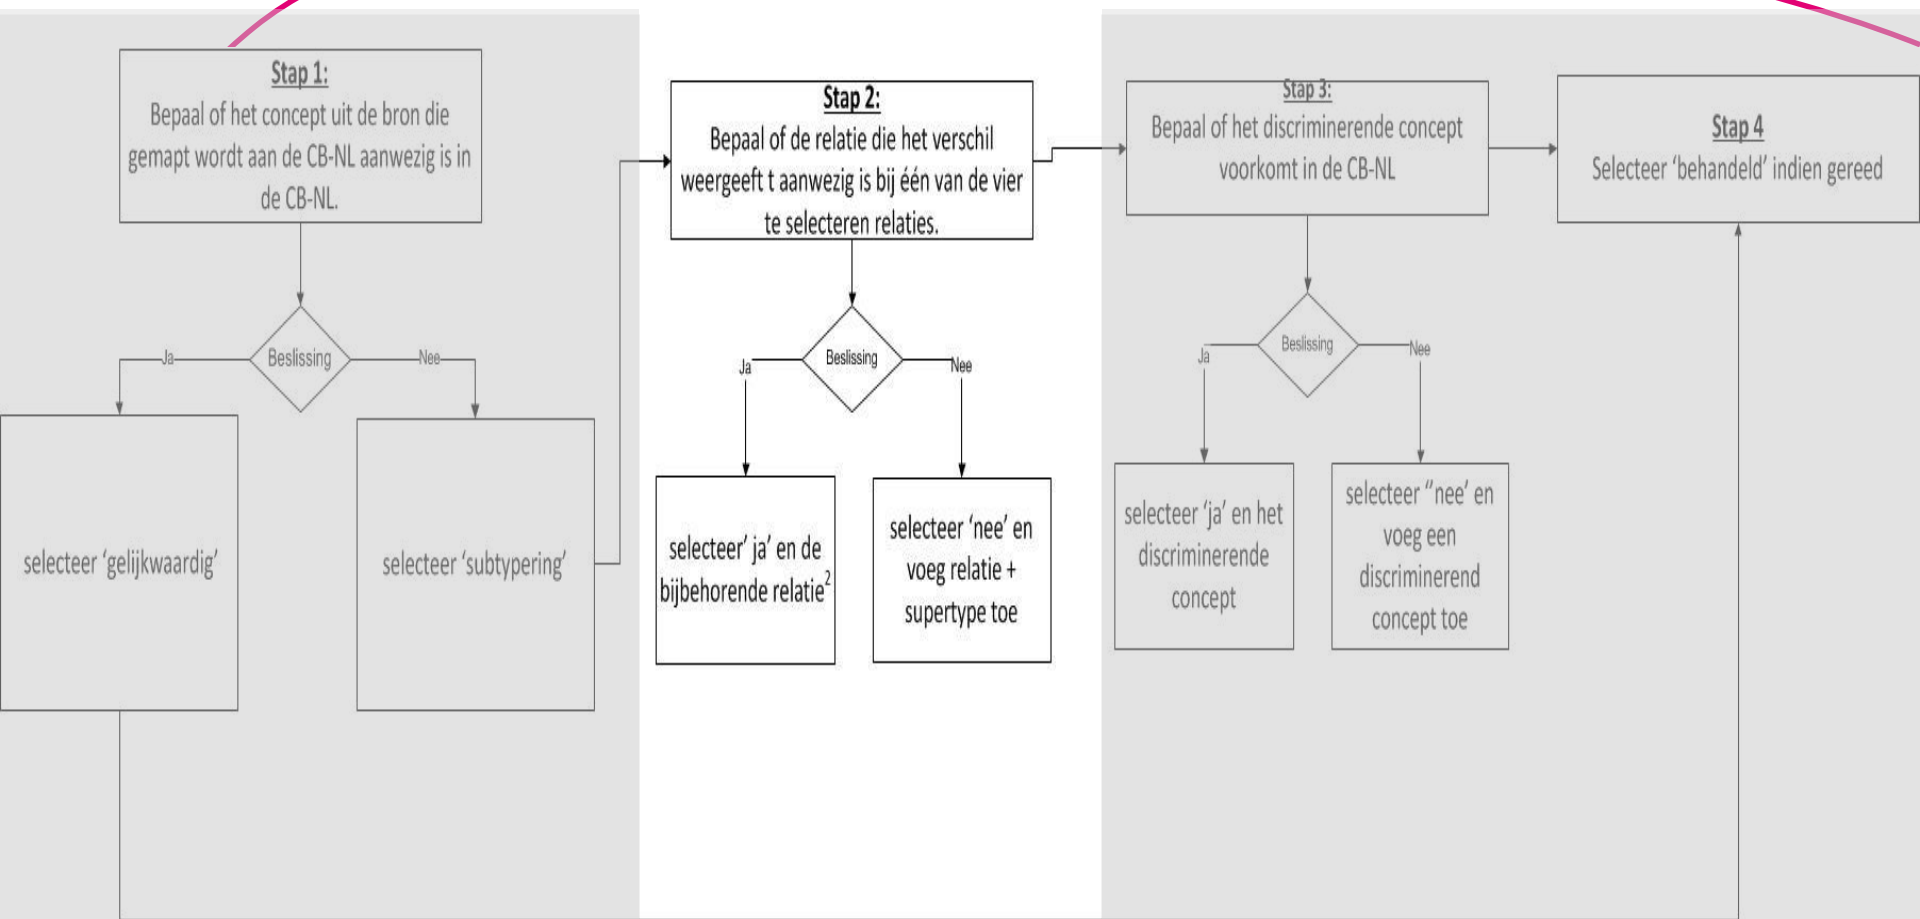 Stap 1:
Bepaal of het concept uit de bron die
gemapt wordt aan de CB-NL aanwezig is in
de CB-NL.
Beslissing
Ja
Nee
selecteer ‘gelijkwaardig’
selecteer ‘subtypering’
Stap 2:
Bepaal of de relatie die het verschil
weergeeft t aanwezig is bij één van de vier
te selecteren relaties.
Beslissing
Ja
Nee
selecteer’ ja’ en de
bijbehorende relatie²
selecteer ‘nee’ en
voeg relatie +
supertype toe
Stap 3:
Bepaal of het discriminerende concept
voorkomt in de CB-NL
Beslissing
Ja
Nee
selecteer ‘ja’ en het
discriminerende
concept
selecteer ‘’nee’ en
voeg een
discriminerend
concept toe
Stap 4
Selecteer ‘behandeld’ indien gereed